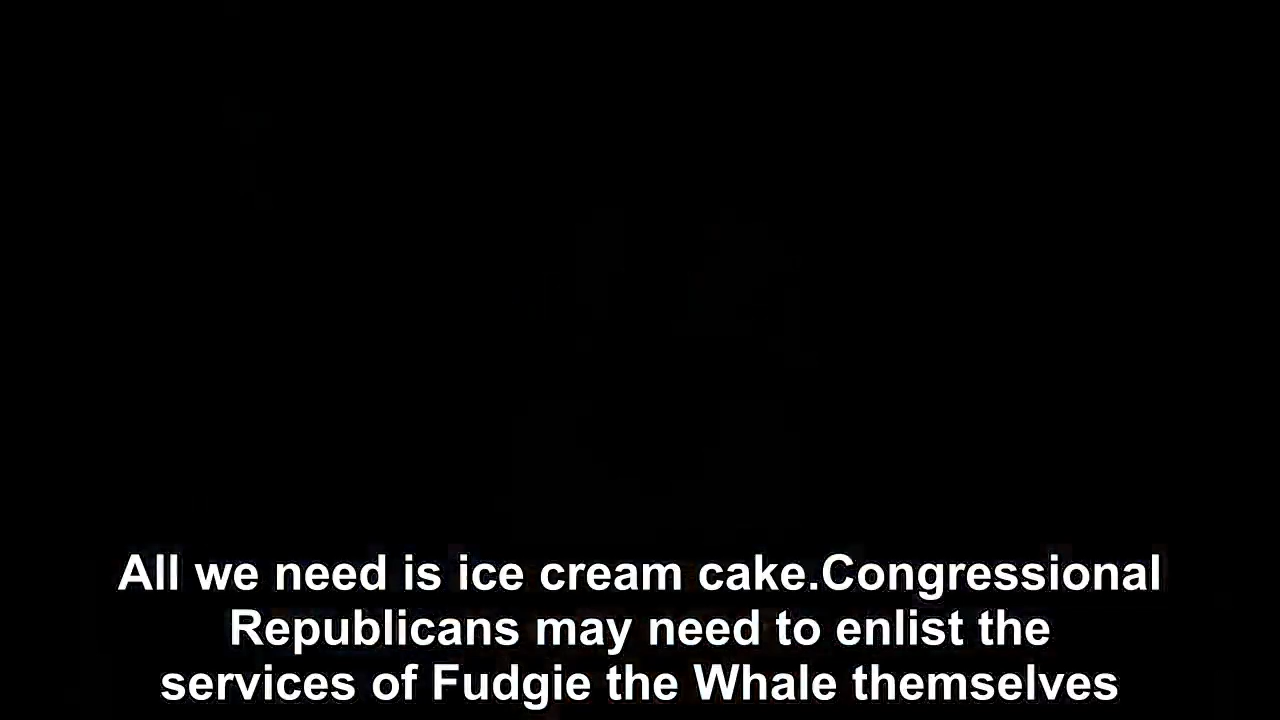 All we need is ice cream cake.Congressional
Republicans may need to enlist the
services of Fudgie the Whale themselves